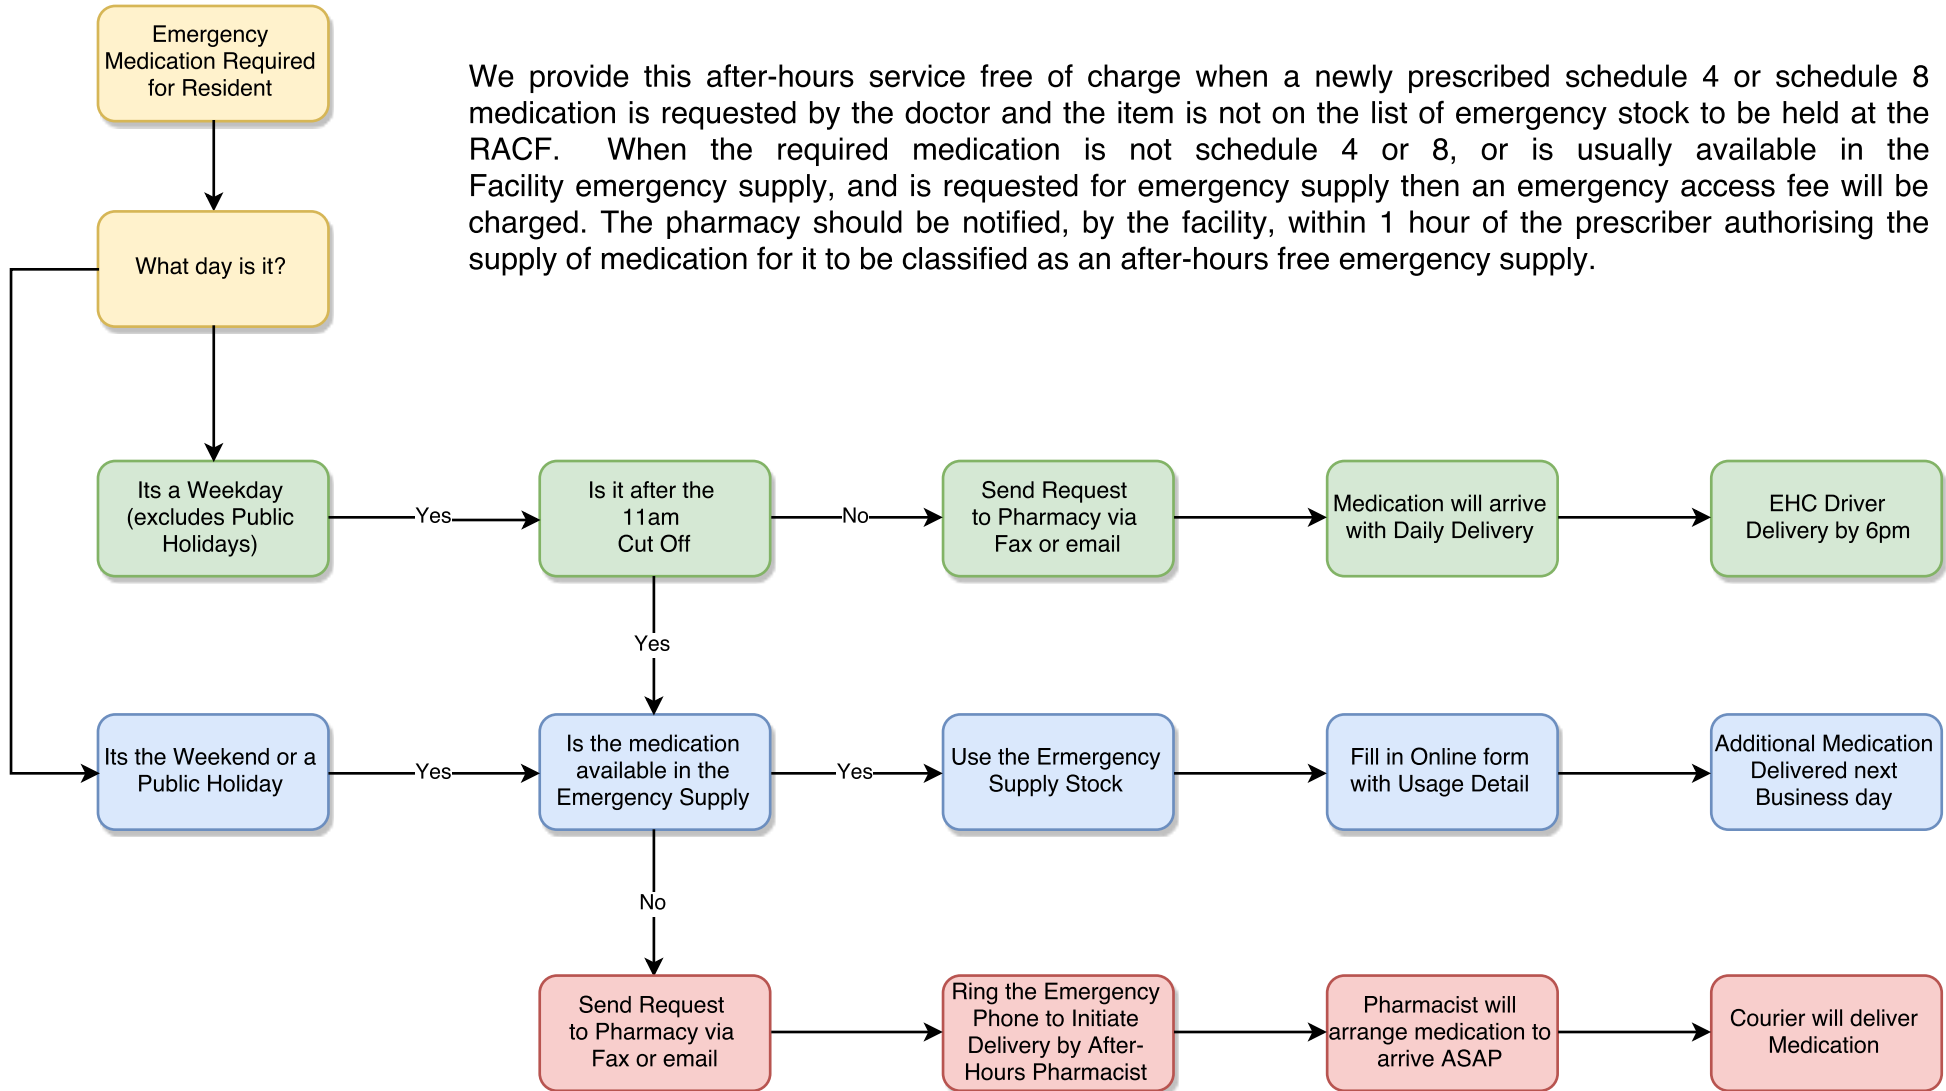 Emergency
Medication Required
for Resident
We provide this after-hours service free of charge when a newly prescribed schedule 4 or schedule 8
medication is requested by the doctor and the item is not on the list of emergency stock to be held at the
RACF. When the required medication is not schedule 4 or 8, or is usually available in the
Facility emergency supply, and is requested for emergency supply then an emergency access fee will be
charged. The pharmacy should be notified, by the facility, within 1 hour of the prescriber authorising the
supply of medication for it to be classified as an after-hours free emergency supply.
What day is it?
Its a Weekday
(excludes Public
Holidays)
Yes
Is it after the
11am
Cut Off
No
Send Request
to Pharmacy via
Fax or email
Medication will arrive
with Daily Delivery
EHC Driver
Delivery by 6pm
Yes
Its the Weekend or a
Public Holiday
Yes
Is the medication
available in the
Emergency Supply
Yes
Use the Ermergency
Supply Stock
Fill in Online form
with Usage Detail
Additional Medication
Delivered next
Business day
No
Send Request
to Pharmacy via
Fax or email
Ring the Emergency
Phone to Initiate
Delivery by After-
Hours Pharmacist
Pharmacist will
arrange medication to
arrive ASAP
Courier will deliver
Medication